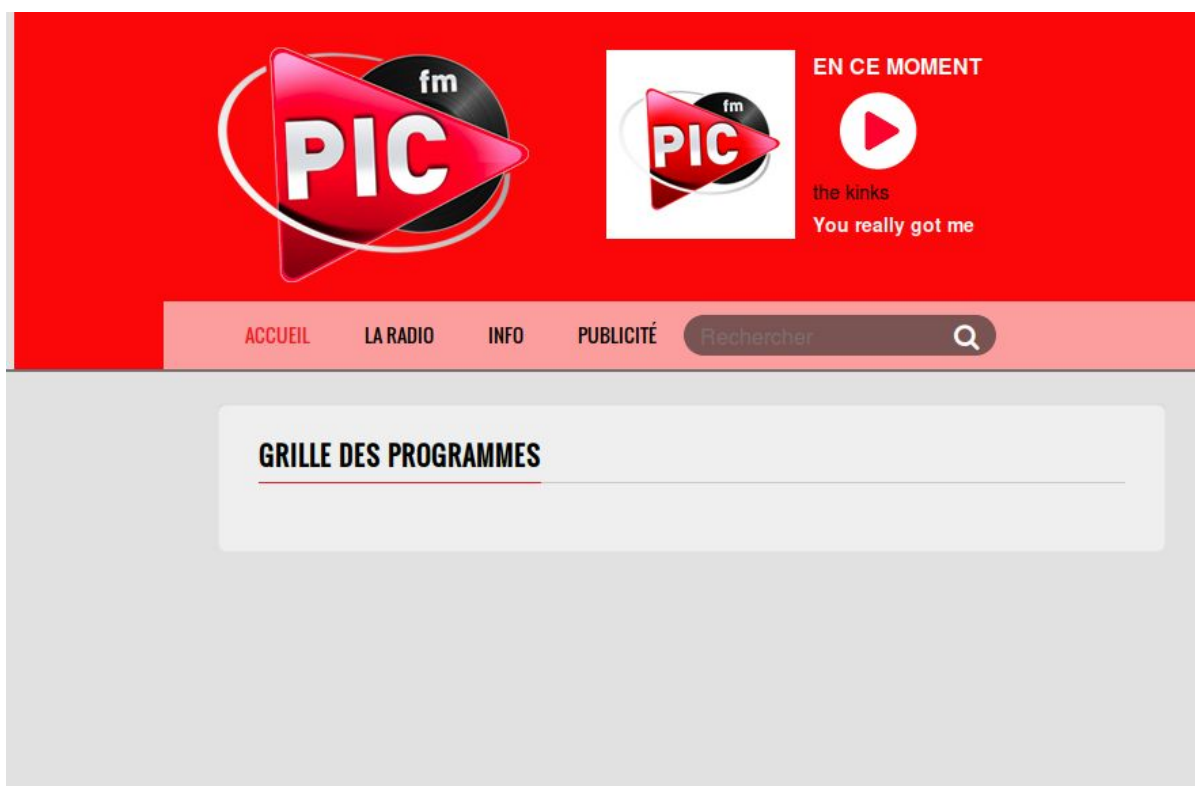 fm
PIC
fm
PIC
EN CE MOMENT
the kinks
You really got me
ACCUEIL LA RADIO INFO PUBLICITÉ Rechercher
GRILLE DES PROGRAMMES